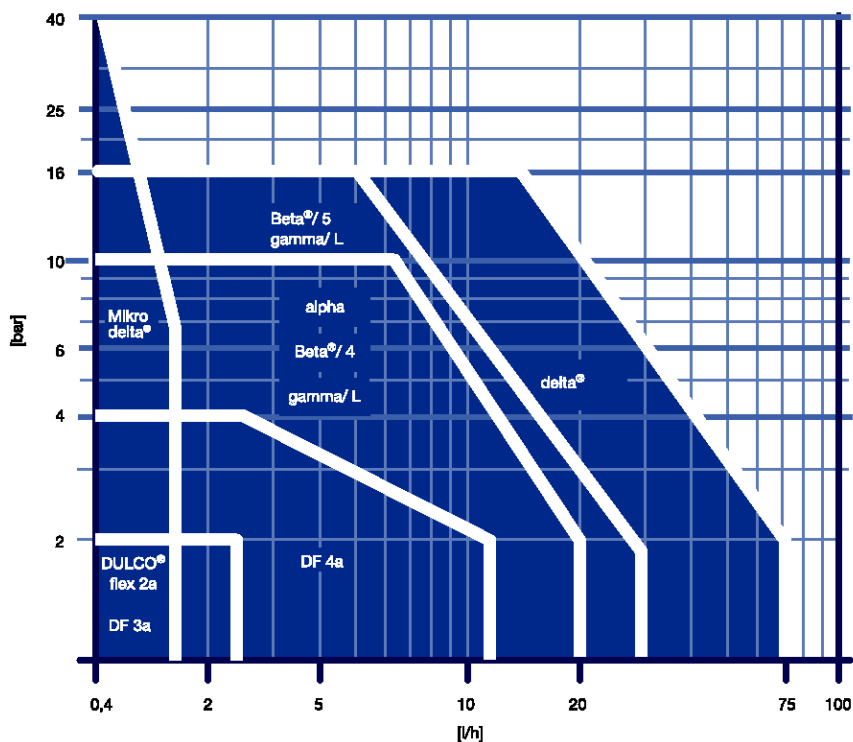 40
25
16
10
6
4
2
[bar]
Beta®/ 5
gamma/ L
alpha
Mikro
delta®
Beta®/ 4
gamma/ L
delta®
DULCO®
flex 2a
DF 3a
DF 4a
0,4
2
5
10
20
75
100
[l/h]